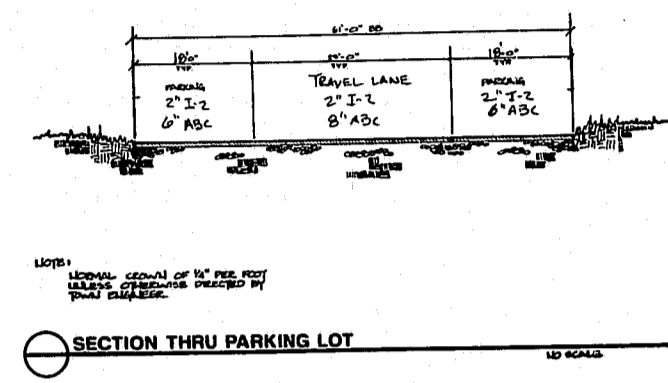 61'-0" BB
18'0"
TYP.
TYP.
18'-0"
TYP.
PARKING
2" I-2
6" ABC
TRAVEL LANE
2" I-2
8" ABC
PARKING
2" I-2
6" ABC
NOTE:
NORMAL CROWN OF 1/4" PER FOOT
UNLESS OTHERWISE DIRECTED BY
TOWN ENGINEER.
SECTION THRU PARKING LOT
NO SCALE